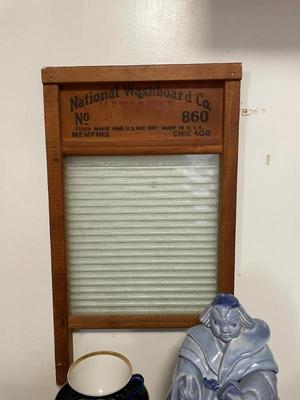 National Washboard Co.
No 860
TRADE MARK REG. U.S. PAT. OFF. MADE IN U.S.A.
MEMPHIS CHICAGO